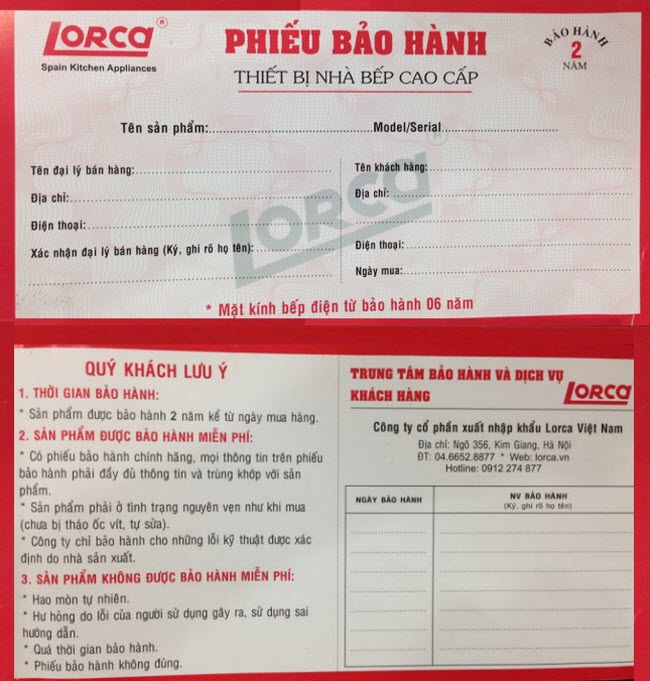 LORCA®
Spain Kitchen Appliances
PHIẾU BẢO HÀNH
THIẾT BỊ NHÀ BẾP CAO CẤP
BẢO HÀNH
2
NĂM
Tên sản phẩm:..............................Model/Serial..................
Tên đại lý bán hàng:..............................
Địa chỉ:..............................
Điện thoại:..............................
Xác nhận đại lý bán hàng (Ký, ghi rõ họ tên):..............
Tên khách hàng:..............................
Địa chỉ:..............................
Điện thoại:..............................
Ngày mua:..............................
LORCA®
* Mặt kính bếp điện từ bảo hành 06 năm
QUÝ KHÁCH LƯU Ý
1. THỜI GIAN BẢO HÀNH:
* Sản phẩm được bảo hành 2 năm kể từ ngày mua hàng.
2. SẢN PHẨM ĐƯỢC BẢO HÀNH MIỄN PHÍ:
* Có phiếu bảo hành chính hãng, mọi thông tin trên phiếu
bảo hành phải đầy đủ thông tin và trùng khớp với sản
phẩm.
* Sản phẩm phải ở tình trạng nguyên vẹn như khi mua
(chưa bị tháo ốc vít, tự sửa).
* Công ty chỉ bảo hành cho những lỗi kỹ thuật được xác
định do nhà sản xuất.
3. SẢN PHẨM KHÔNG ĐƯỢC BẢO HÀNH MIỄN PHÍ:
* Hao mòn tự nhiên.
* Hư hỏng do lỗi của người sử dụng gây ra, sử dụng sai
hướng dẫn.
* Quá thời gian bảo hành.
* Phiếu bảo hành không đúng.
TRUNG TÂM BẢO HÀNH VÀ DỊCH VỤ
KHÁCH HÀNG
LORCA
Công ty cổ phần xuất nhập khẩu Lorca Việt Nam
Địa chỉ: Ngõ 356, Kim Giang, Hà Nội
ĐT: 04.6652.8877 * Web: lorca.vn
Hotline: 0912 274 877
NGÀY BẢO HÀNH
NV BẢO HÀNH
(Ký, ghi rõ họ tên)